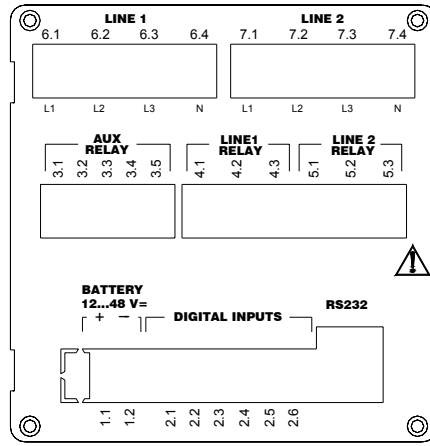 LINE 1 LINE 2
6.1 6.2 6.3 6.4 7.1 7.2 7.3 7.4
L1 L2 L3 N L1 L2 L3 N
AUX RELAY LINE1 RELAY LINE 2 RELAY
3.1 3.2 3.3 3.4 3.5 4.1 4.2 4.3 5.1 5.2 5.3
BATTERY
12...48 V=
+ – DIGITAL INPUTS RS232
1.1 1.2 2.1 2.2 2.3 2.4 2.5 2.6